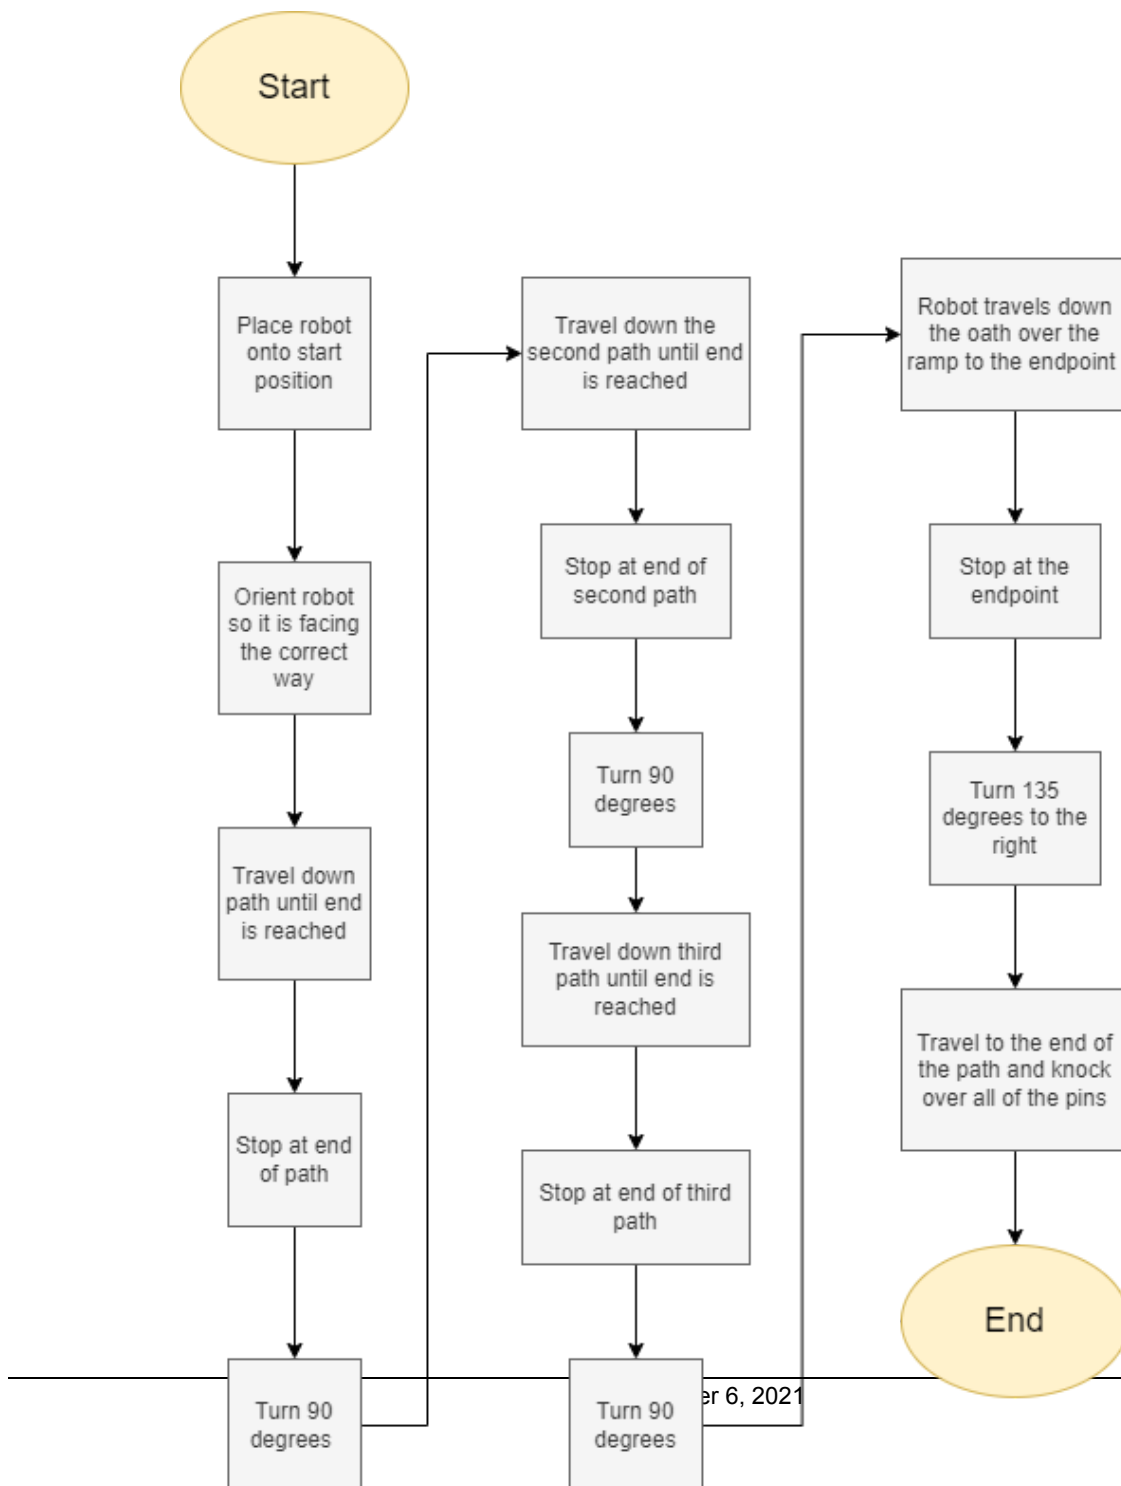 Start
Place robot
onto start
position
Orient robot
so it is facing
the correct
way
Travel down
path until end
is reached
Stop at end
of path
Turn 90
degrees
Travel down the
second path until end
is reached
Stop at end of
second path
Turn 90
degrees
Travel down third
path until end is
reached
Stop at end of third
path
Turn 90
degrees
Robot travels down
the oath over the
ramp to the endpoint
Stop at the
endpoint
Turn 135
degrees to the
right
Travel to the end of
the path and knock
over all of the pins
End
er 6, 2021